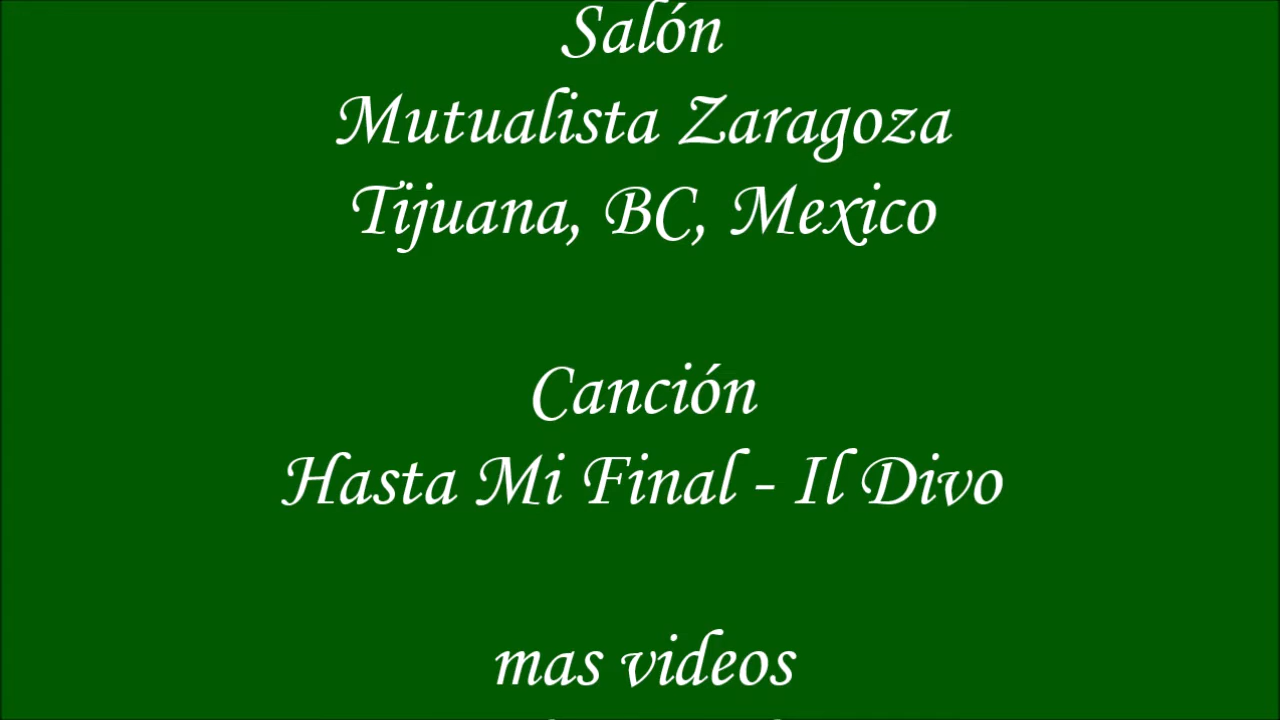 Salón
Mutualista Zaragoza
Tijuana, BC, Mexico
Canción
Hasta Mi Final - Il Divo
mas videos